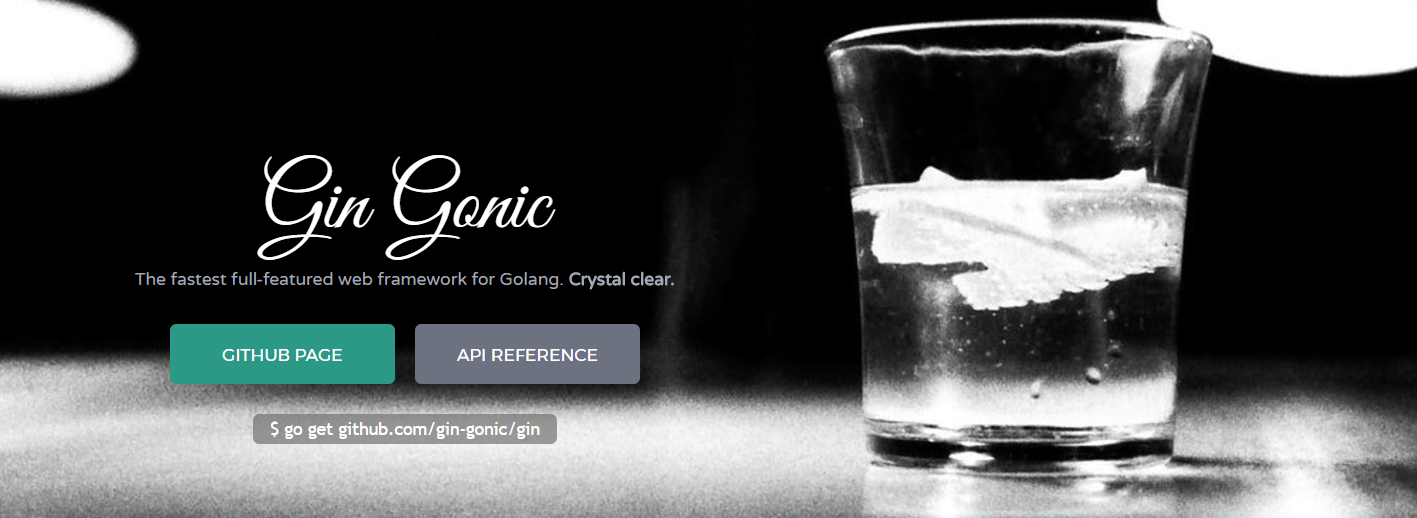 Gin Gonic
The fastest full-featured web framework for Golang. Crystal clear.
GITHUB PAGE
API REFERENCE
$ go get github.com/gin-gonic/gin